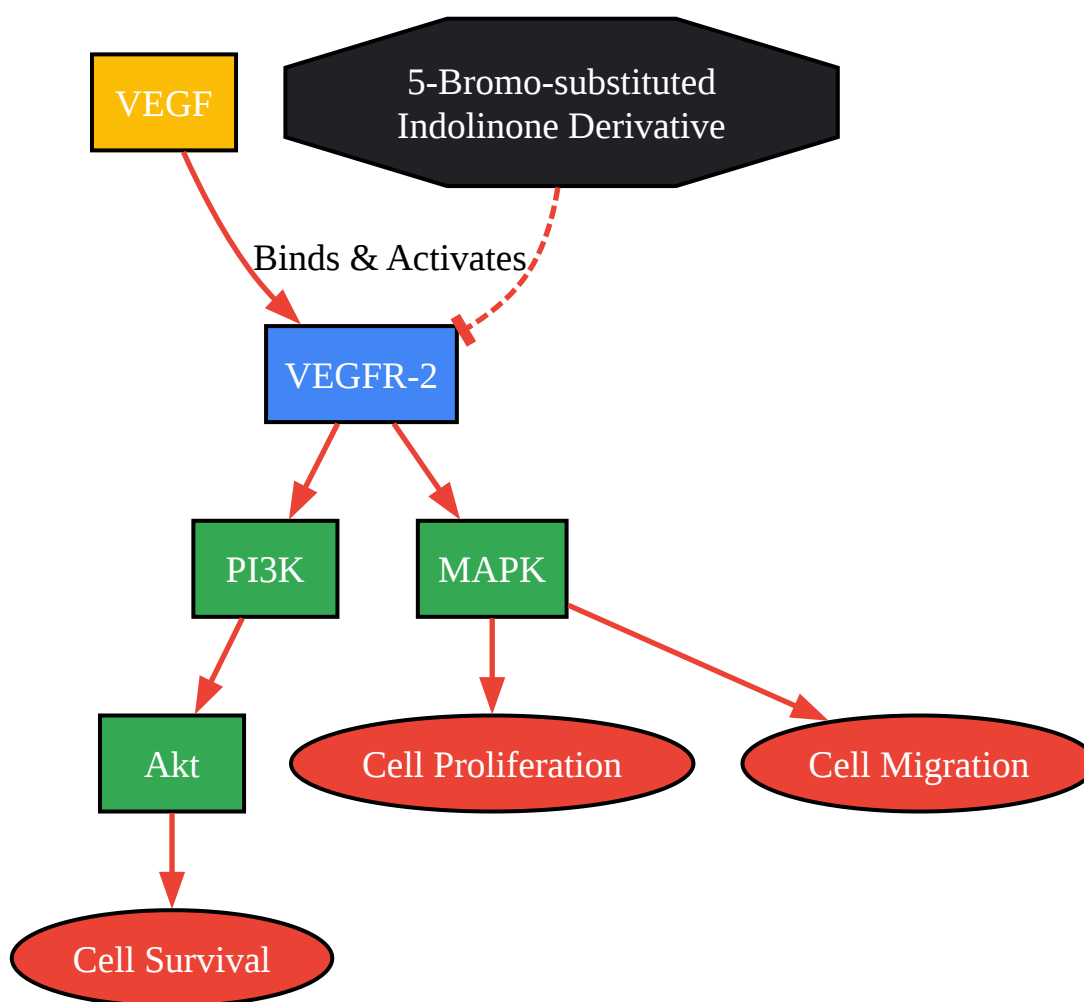 VEGF
5-Bromo-substituted
Indolinone Derivative
Binds & Activates
VEGFR-2
PI3K
MAPK
Akt
Cell Proliferation
Cell Migration
Cell Survival